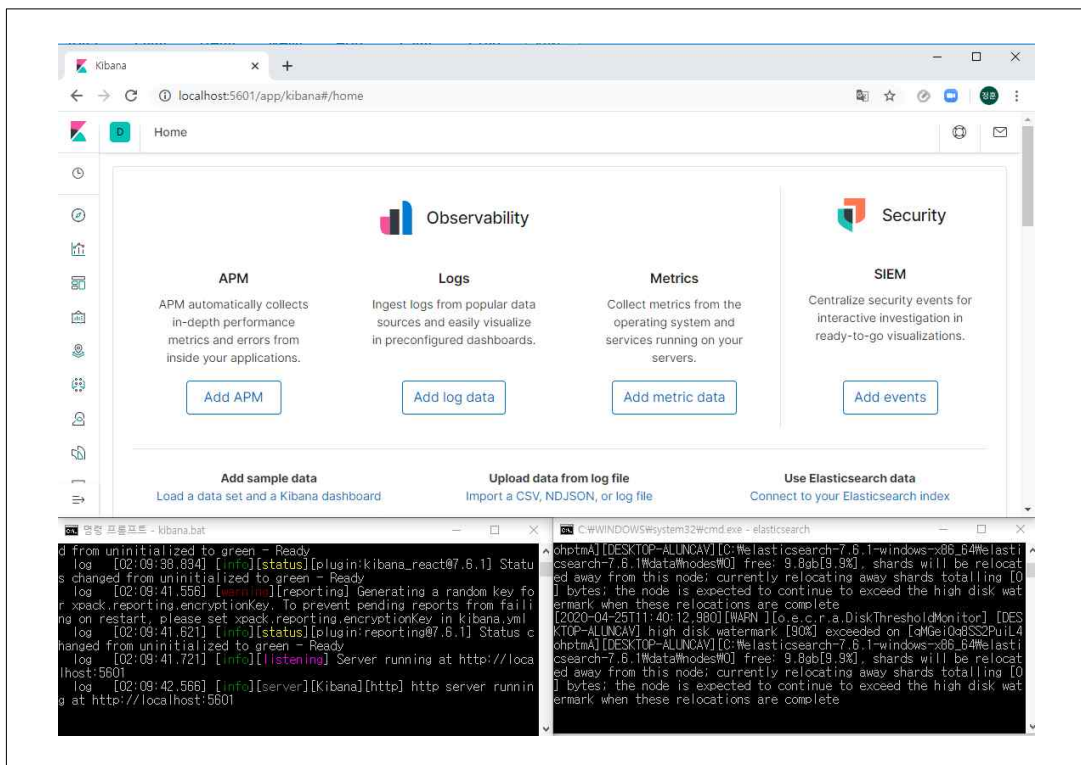 Kibana
localhost:5601/app/kibana#/home
정훈
D
Home
Observability
Security
APM
Logs
Metrics
SIEM
APM automatically collects
in-depth performance
metrics and errors from
inside your applications.
Ingest logs from popular data
sources and easily visualize
in preconfigured dashboards.
Collect metrics from the
operating system and
services running on your
servers.
Centralize security events for
interactive investigation in
ready-to-go visualizations.
Add APM
Add log data
Add metric data
Add events
Add sample data
Load a data set and a Kibana dashboard
Upload data from log file
Import a CSV, NDJSON, or log file
Use Elasticsearch data
Connect to your Elasticsearch index
명령 프롬프트 - kibana.bat
d from uninitialized to green - Ready
log [02:09:38.834] [info][status][plugin:kibana_react@7.6.1] Statu
s changed from uninitialized to green - Ready
log [02:09:41.556] [warning][reporting] Generating a random key fo
r xpack.reporting.encryptionKey. To prevent pending reports from faili
ng on restart, please set xpack.reporting.encryptionKey in kibana.yml
log [02:09:41.621] [info][status][plugin:reporting@7.6.1] Status c
hanged from uninitialized to green - Ready
log [02:09:41.721] [info][listening] Server running at http://loca
lhost:5601
log [02:09:42.566] [info][server][Kibana][http] http server runnin
g at http://localhost:5601
C:₩WINDOWS₩system32₩cmd.exe - elasticsearch
ohptmA][DESKTOP-ALUNCAV][C:₩elasticsearch-7.6.1-windows-x86_64₩elasti
csearch-7.6.1₩data₩nodes₩0] free: 9.8gb[9.9%], shards will be relocat
ed away from this node; currently relocating away shards totalling [0
] bytes; the node is expected to continue to exceed the high disk wat
ermark when these relocations are complete
[2020-04-25T11:40:12,980][WARN ][o.e.c.r.a.DiskThresholdMonitor] [DES
KTOP-ALUNCAV] high disk watermark [90%] exceeded on [qMGeiOq8SS2PuiL4
ohptmA][DESKTOP-ALUNCAV][C:₩elasticsearch-7.6.1-windows-x86_64₩elasti
csearch-7.6.1₩data₩nodes₩0] free: 9.8gb[9.9%], shards will be relocat
ed away from this node; currently relocating away shards totalling [0
] bytes; the node is expected to continue to exceed the high disk wat
ermark when these relocations are complete